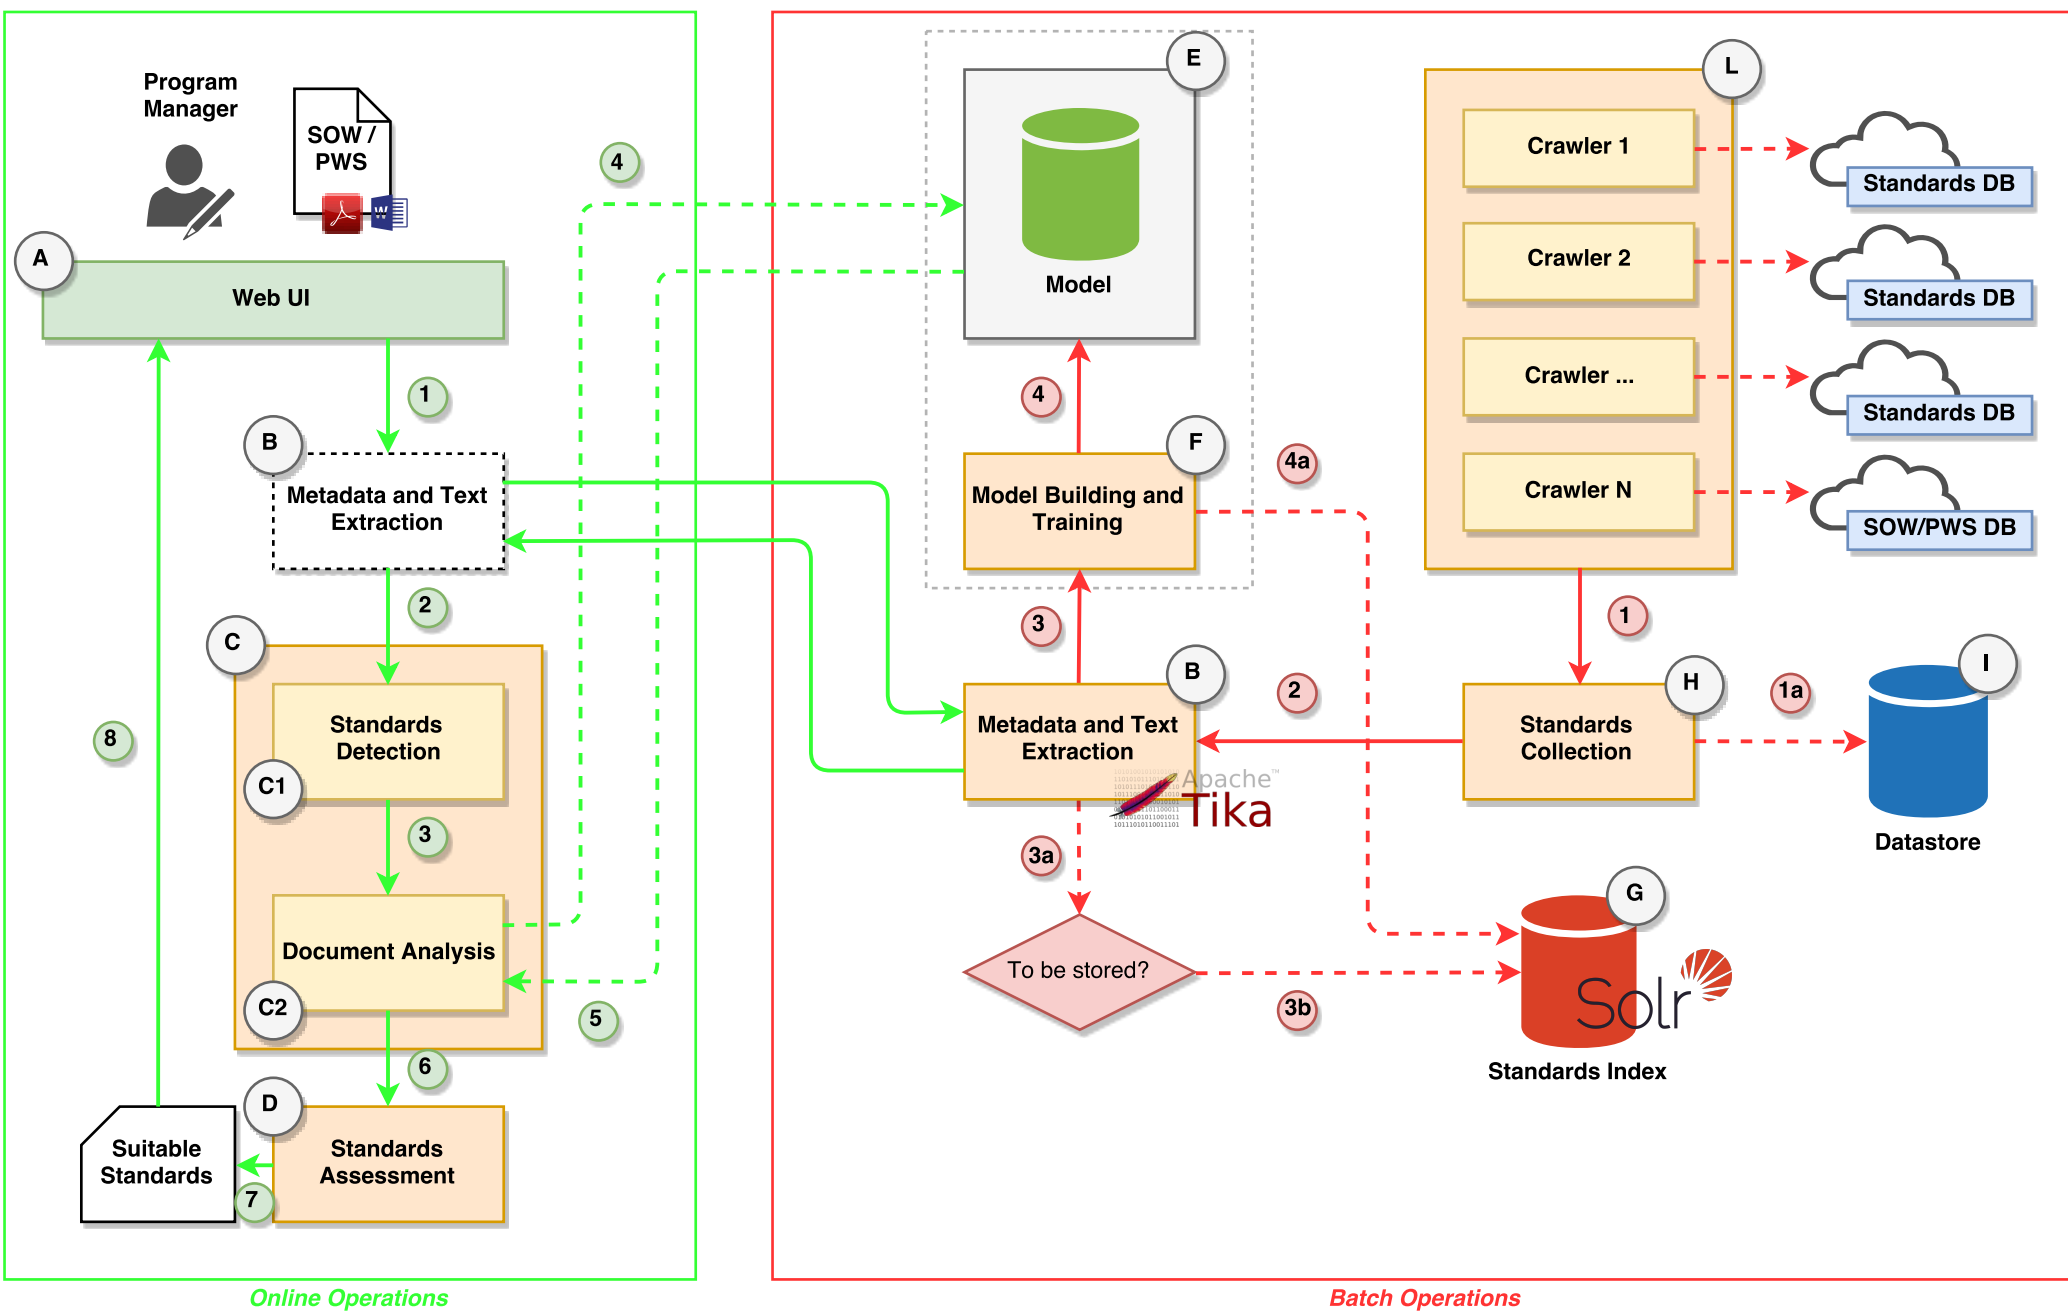 Program
Manager
SOW /
PWS
A
Web UI
1
B
Metadata and Text
Extraction
2
C
Standards
Detection
C1
3
Document Analysis
C2
4
5
6
D
Standards
Assessment
7
Suitable
Standards
8
Online Operations
E
Model
4
F
Model Building and
Training
4a
3
B
Metadata and Text
Extraction
Apache™
Tika
3a
To be stored?
3b
L
Crawler 1
Standards DB
Crawler 2
Standards DB
Crawler ...
Standards DB
Crawler N
SOW/PWS DB
1
H
Standards
Collection
2
1a
I
Datastore
G
Solr
Standards Index
Batch Operations